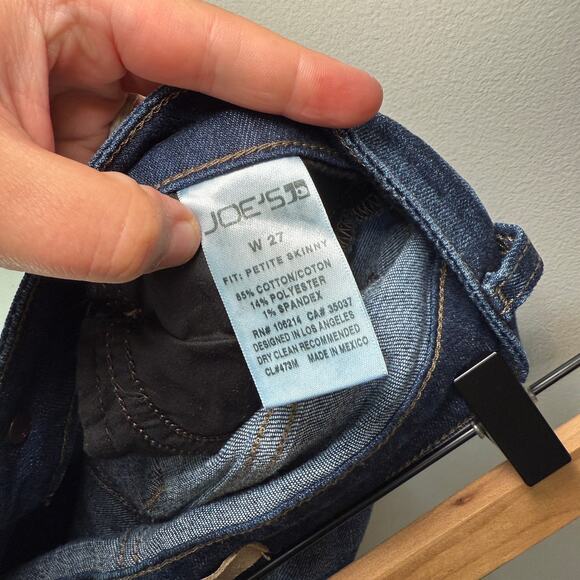 JOE'S
W 27
FIT: PETITE SKINNY
85% COTTON/COTON
14% POLYESTER
1% SPANDEX
RN# 106214 CA# 35037
DESIGNED IN LOS ANGELES
DRY CLEAN RECOMMENDED
CL#473M MADE IN MEXICO